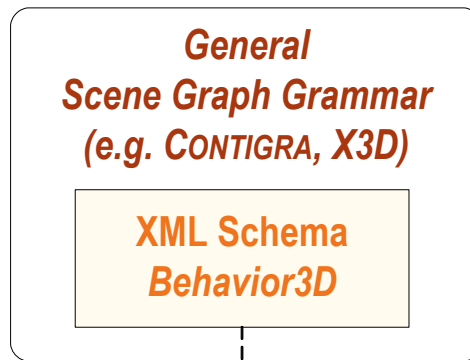 General
Scene Graph Grammar
(e.g. CONTIGRA, X3D)
XML Schema
Behavior3D